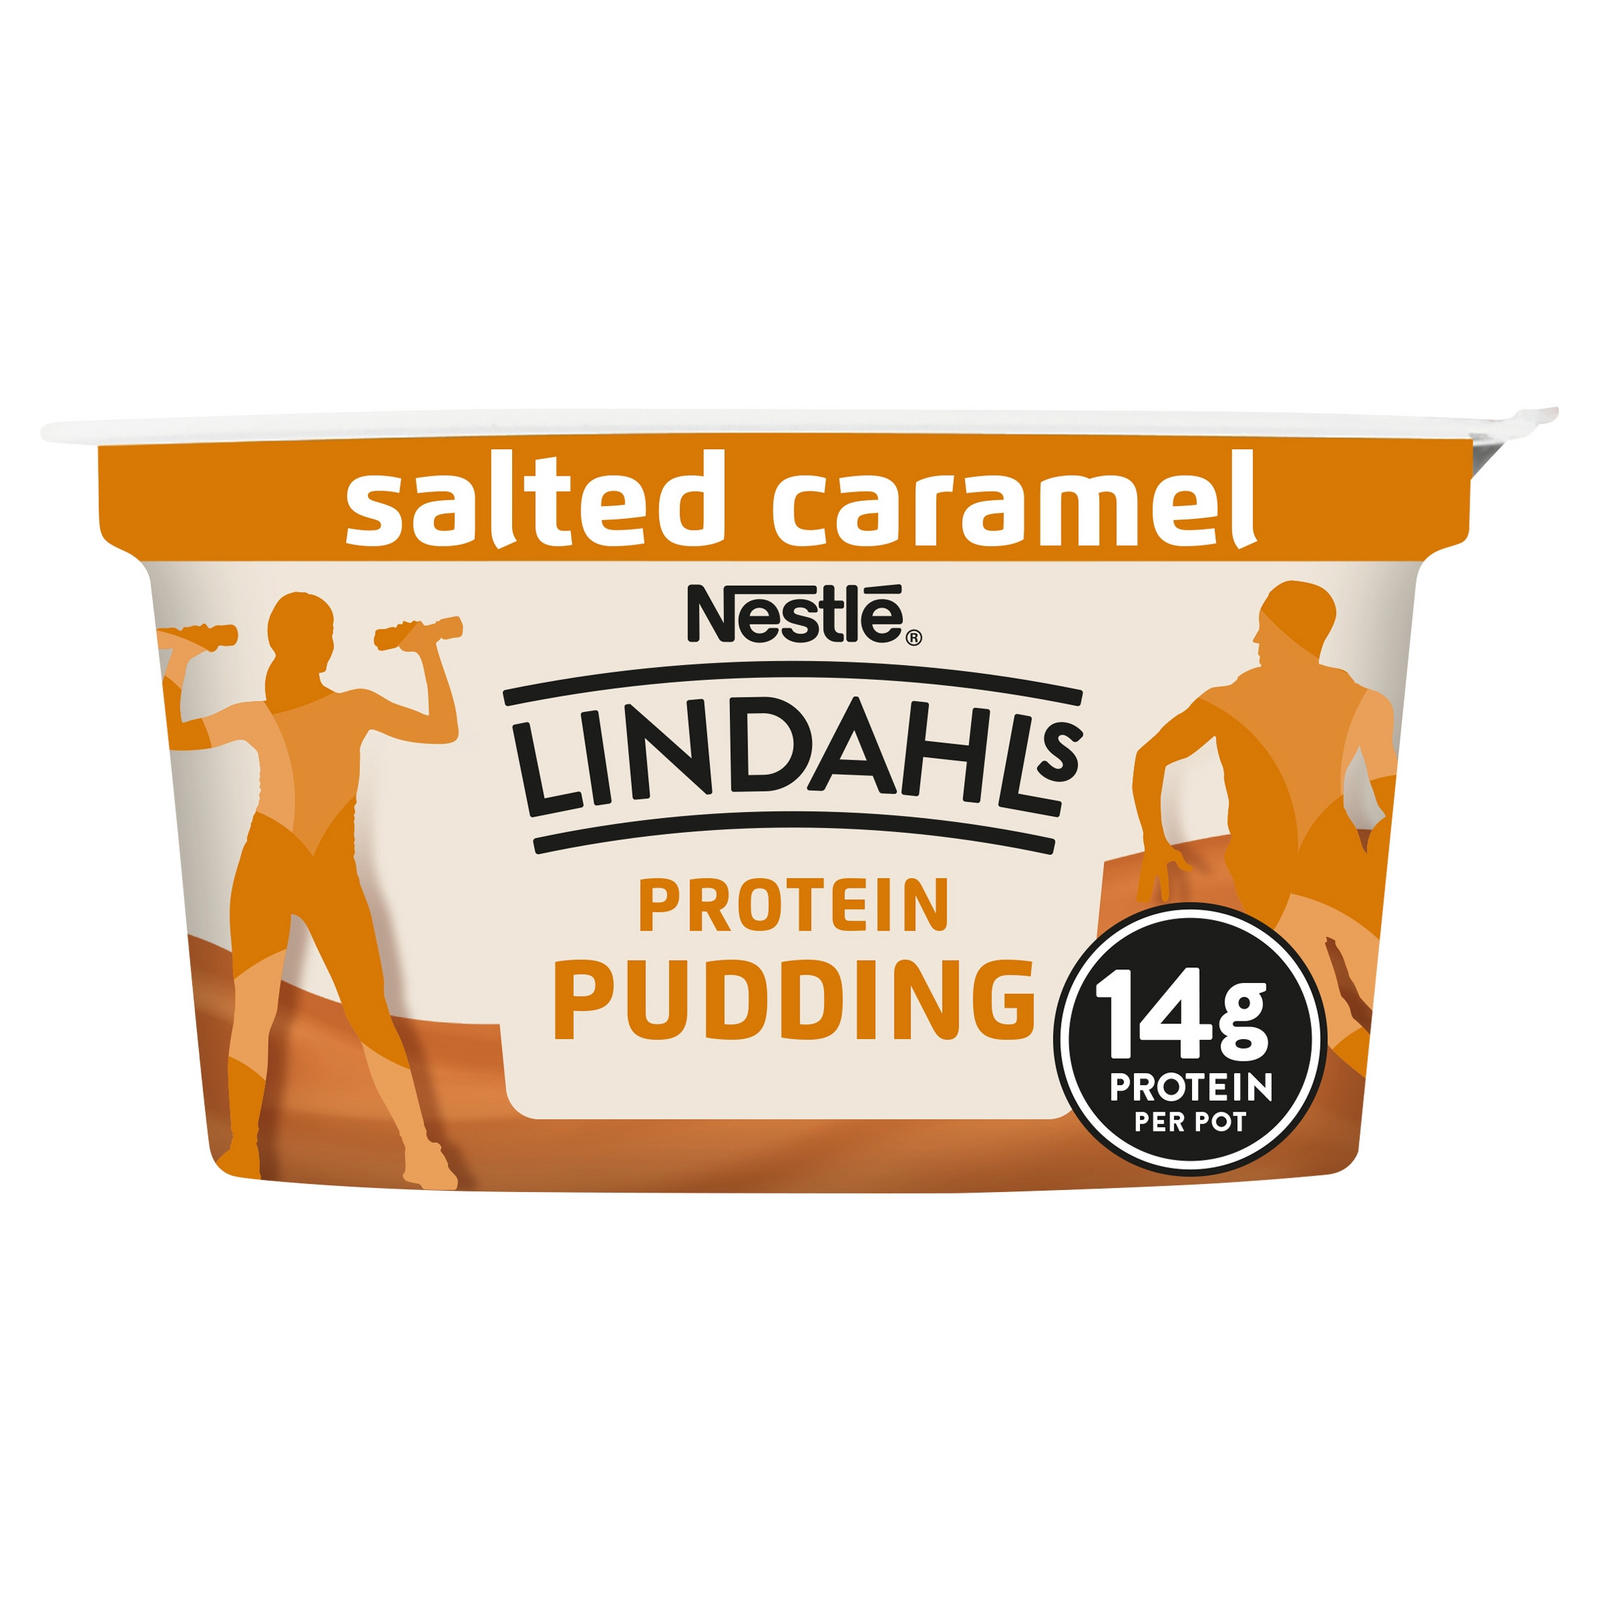 salted caramel
Nestlé®
LINDAHLs
PROTEIN
PUDDING
14g
PROTEIN
PER POT